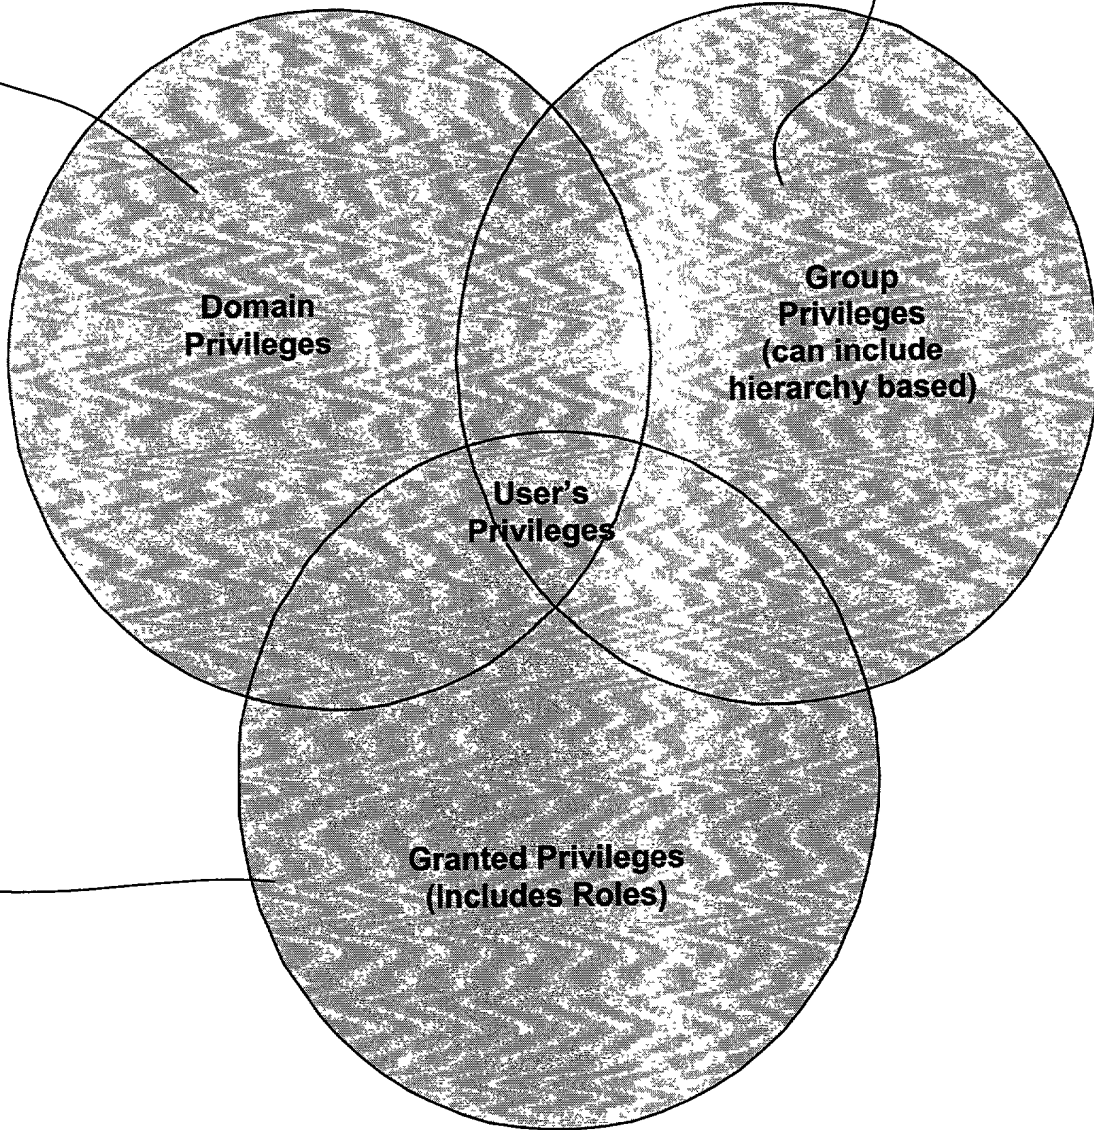 Domain
Privileges
Group
Privileges
(can include
hierarchy based)
User's
Privileges
Granted Privileges
(Includes Roles)